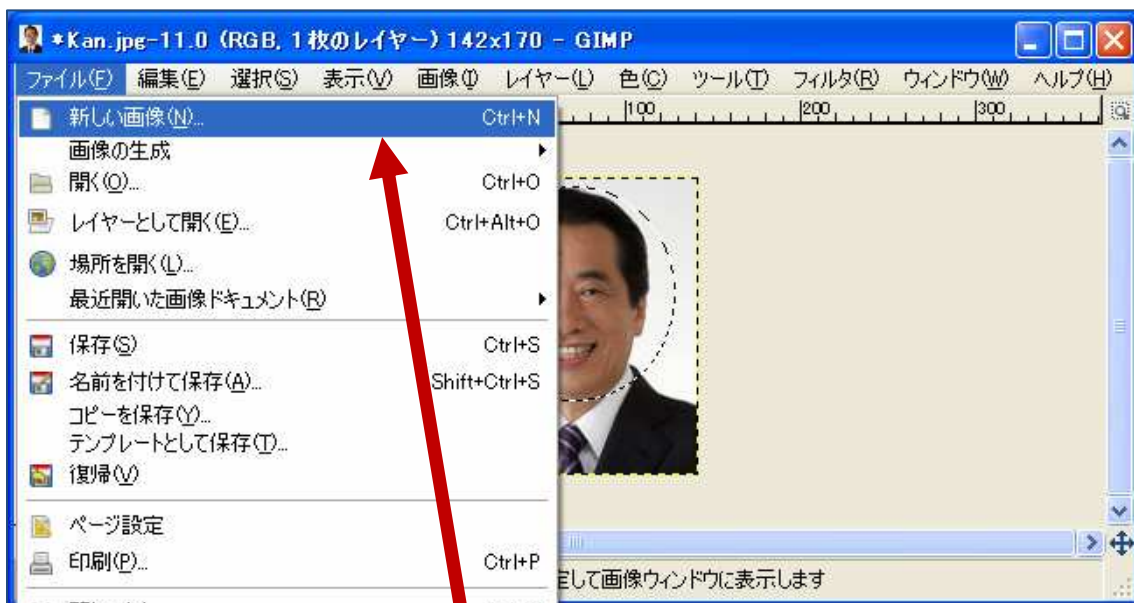 *Kan.jpg-11.0 (RGB, 1枚のレイヤー) 142x170 - GIMP
ファイル(F) 編集(E) 選択(S) 表示(V) 画像(I) レイヤー(L) 色(C) ツール(T) フィルタ(R) ウィンドウ(W) ヘルプ(H)
新しい画像(N)... Ctrl+N
100 200 300
画像の生成
開く(O)... Ctrl+O
レイヤーとして開く(E)... Ctrl+Alt+O
場所を開く(L)...
最近開いた画像ドキュメント(R)
保存(S) Ctrl+S
名前を付けて保存(A)... Shift+Ctrl+S
コピーを保存(Y)...
テンプレートとして保存(T)...
復帰(V)
ページ設定
印刷(P)... Ctrl+P
定して画像ウィンドウに表示します